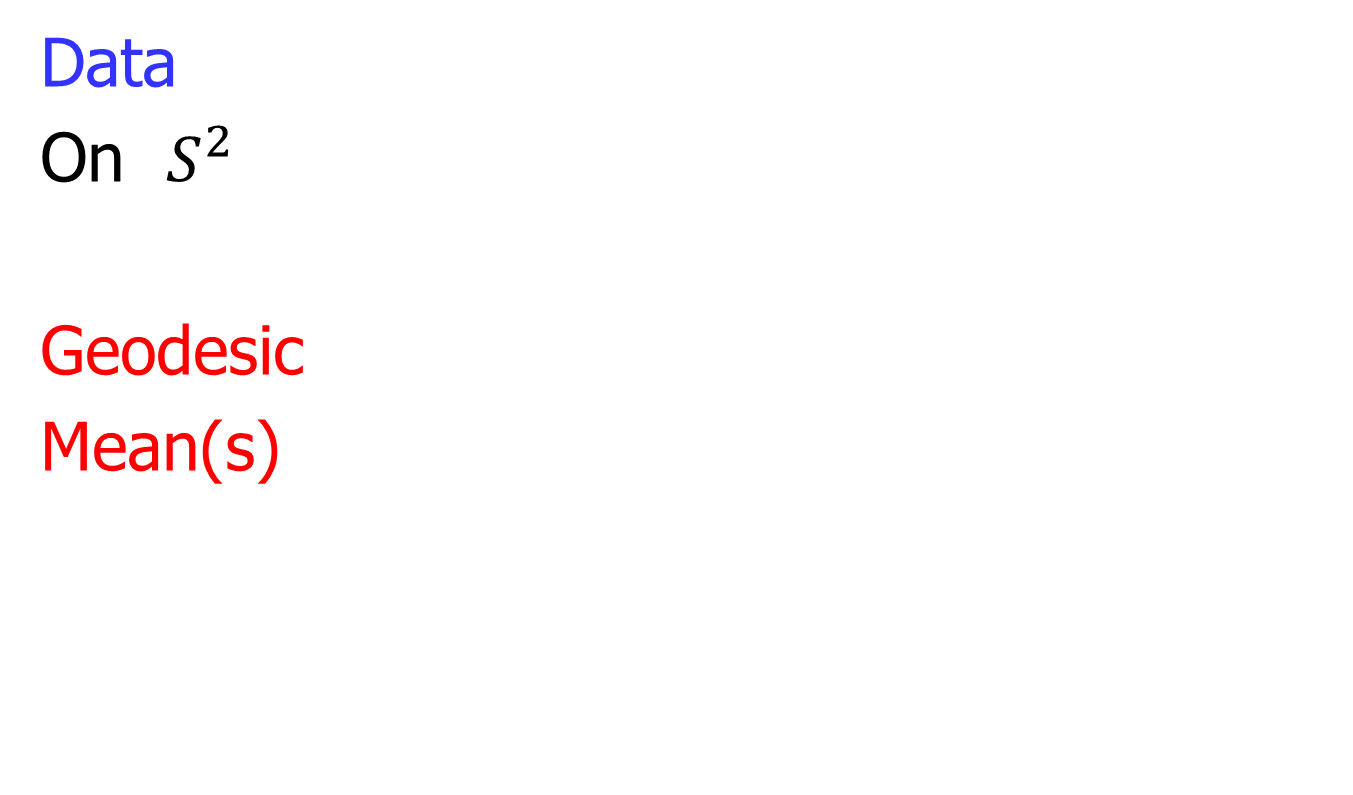 Data
On S²
Geodesic
Mean(s)